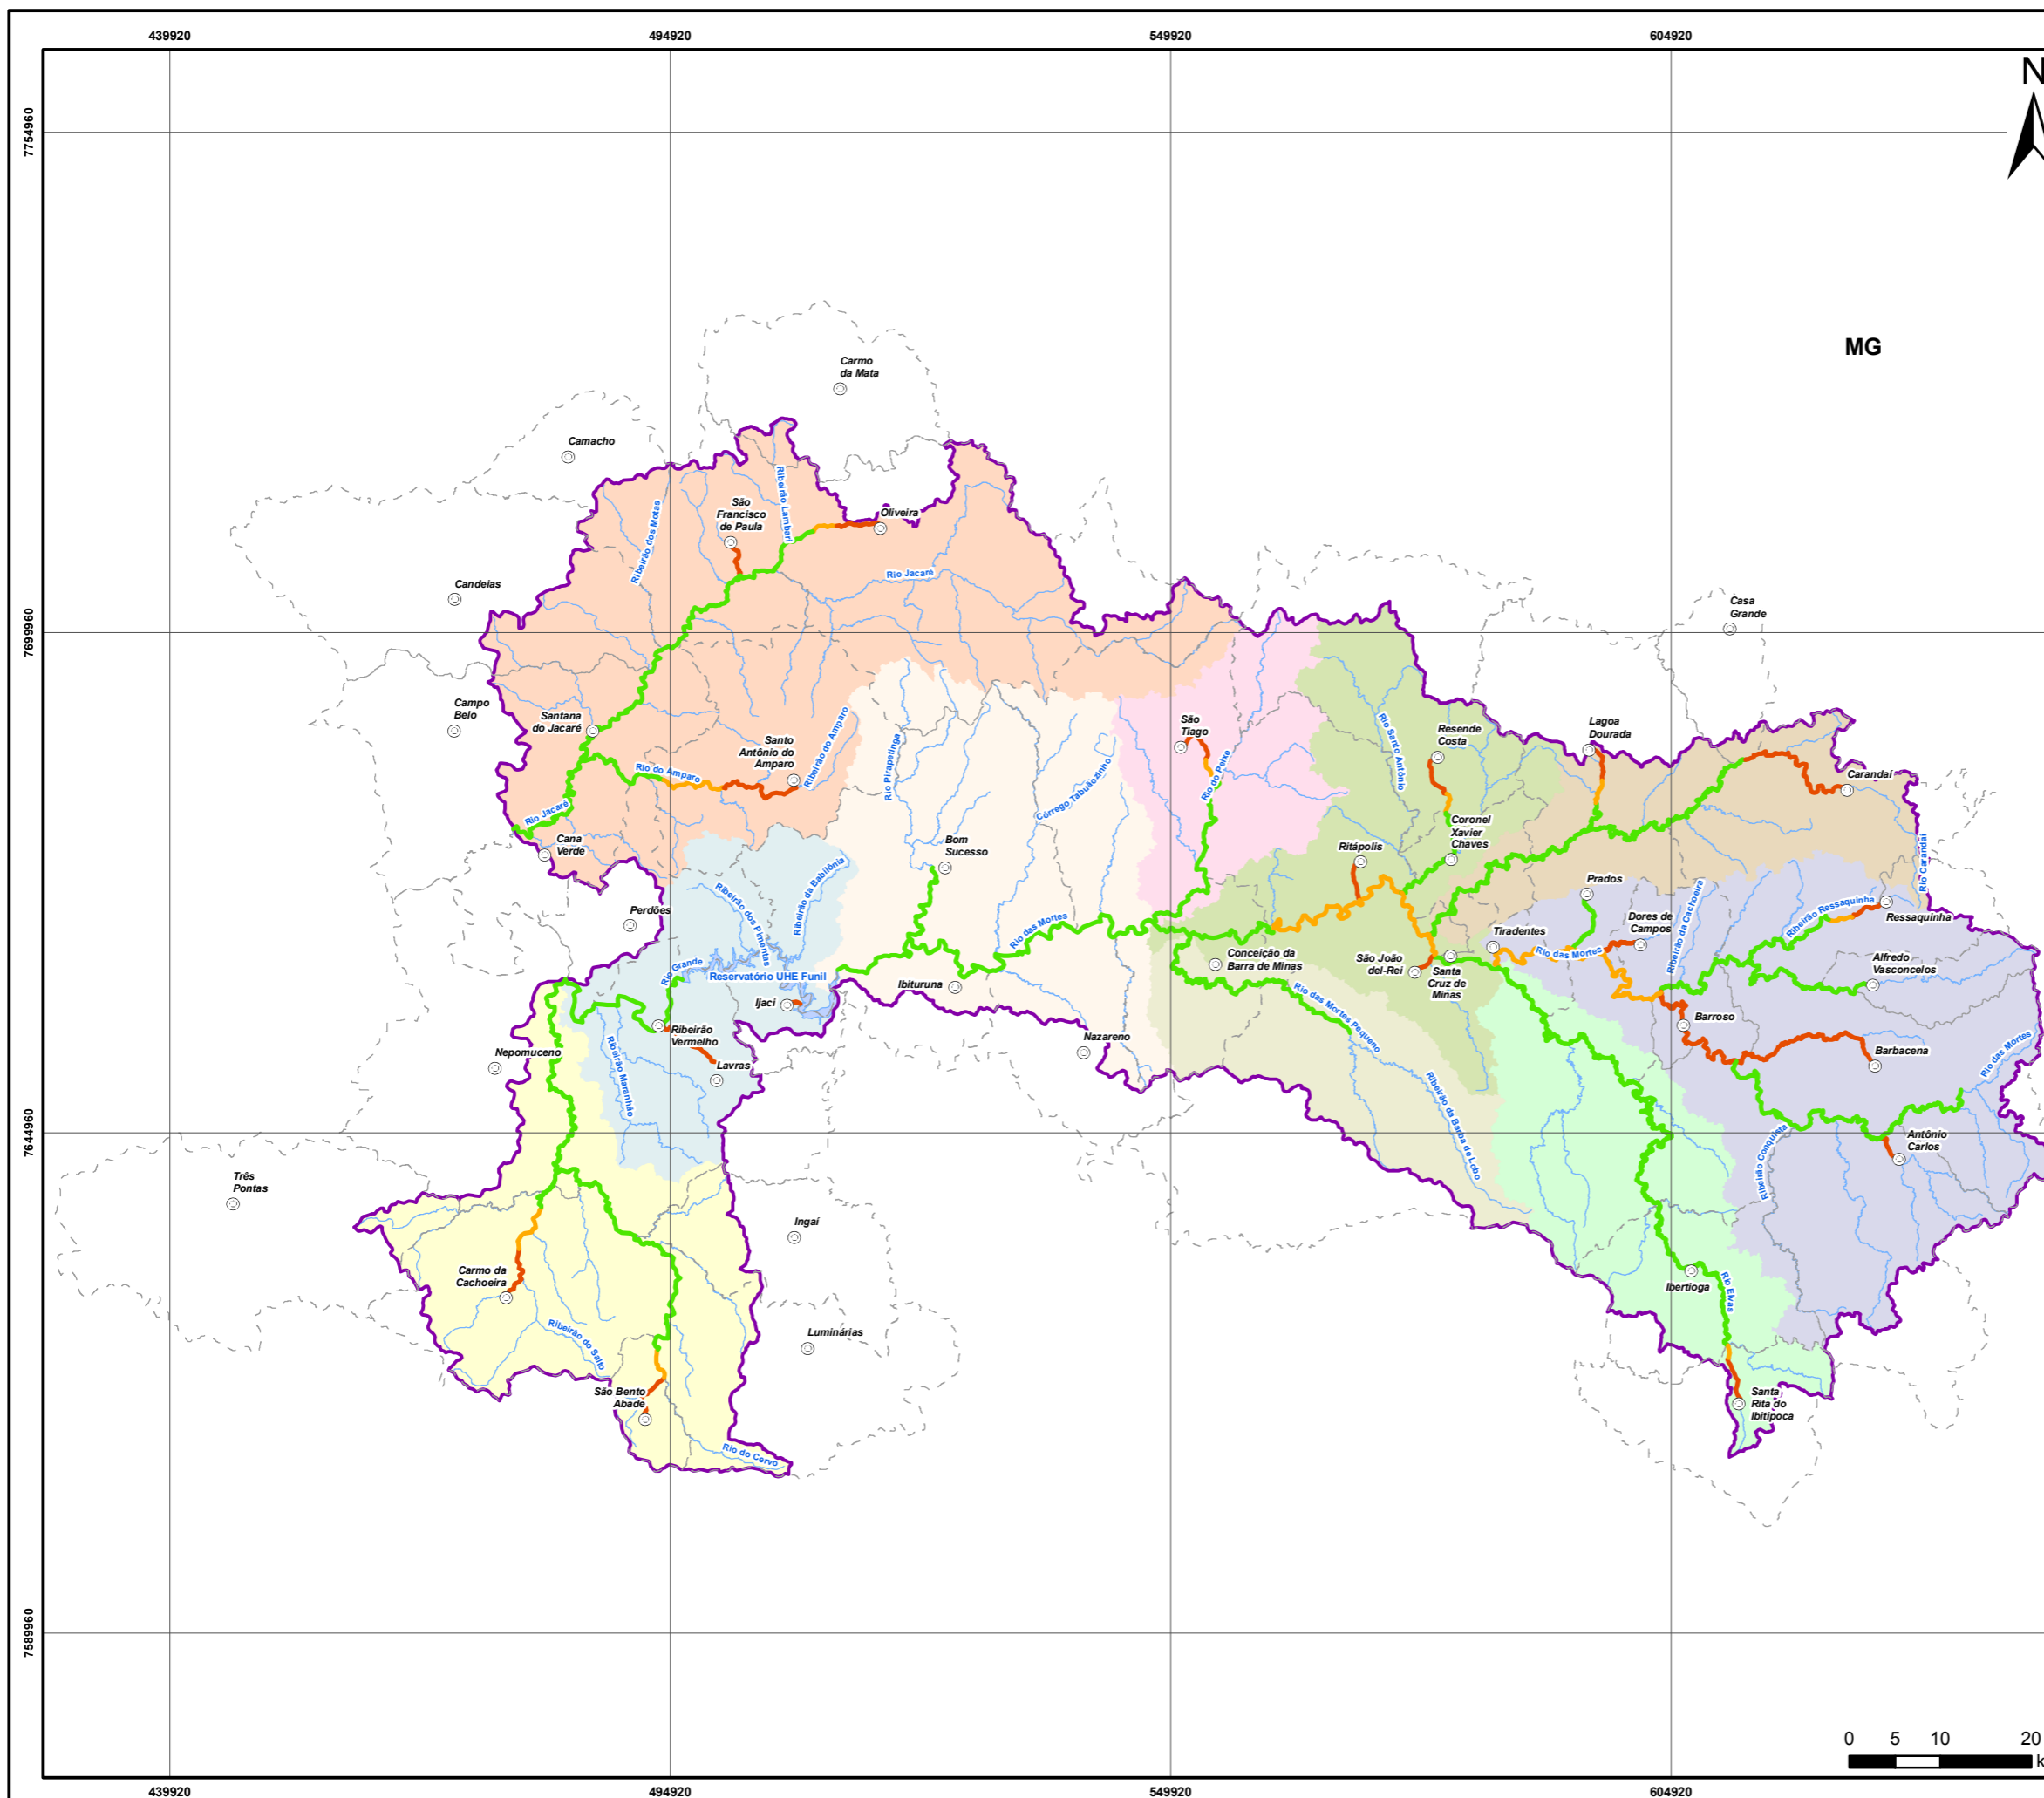 439920
494920
549920
604920
N
7754960
MG
Carmo
da Mata
Camacho
Ribeirão Lambari
Ribeirão dos Motas
São
Francisco
de Paula
Oliveira
Rio Jacaré
Candeias
Casa
Grande
7699960
Campo
Belo
Santana
do Jacaré
Santo
Antônio do
Amparo
Ribeirão do Amparo
Rio do Amparo
Rio Pirapetinga
Córrego Tabuãozinho
São
Tiago
Rio do Peixe
Rio Santo Antônio
Resende
Costa
Lagoa
Dourada
Carandaí
Rio Jacaré
Cana
Verde
Bom
Sucesso
Coronel
Xavier
Chaves
Ritápolis
Rio Carandaí
Ribeirão da Babilônia
Ribeirão dos Pimentas
Prados
Dores de
Campos
Ribeirão da Cachoeira
Ribeirão Ressaquinha
Ressaquinha
Perdões
Rio das Mortes
Tiradentes
Rio das Mortes
Conceição da
Barra de Minas
São João
del-Rei
Santa
Cruz de
Minas
Alfredo
Vasconcelos
Rio Grande
Reservatório UHE Funil
Ijaci
Ibituruna
Rio das Mortes Pequeno
Barroso
Ribeirão
Vermelho
Nazareno
Nepomuceno
Lavras
Ribeirão Maranhão
Barbacena
Rio das Mortes
Ribeirão da Barba de Lobo
7644960
Ribeirão Conquista
Antônio
Carlos
Três
Pontas
Ingaí
Carmo da
Cachoeira
Ibertioga
Rio Elvas
Ribeirão do Salto
Luminárias
São Bento
Abade
Santa
Rita do
Ibitipoca
Rio do Cervo
7589960
0 5 10 20
k
439920
494920
549920
604920